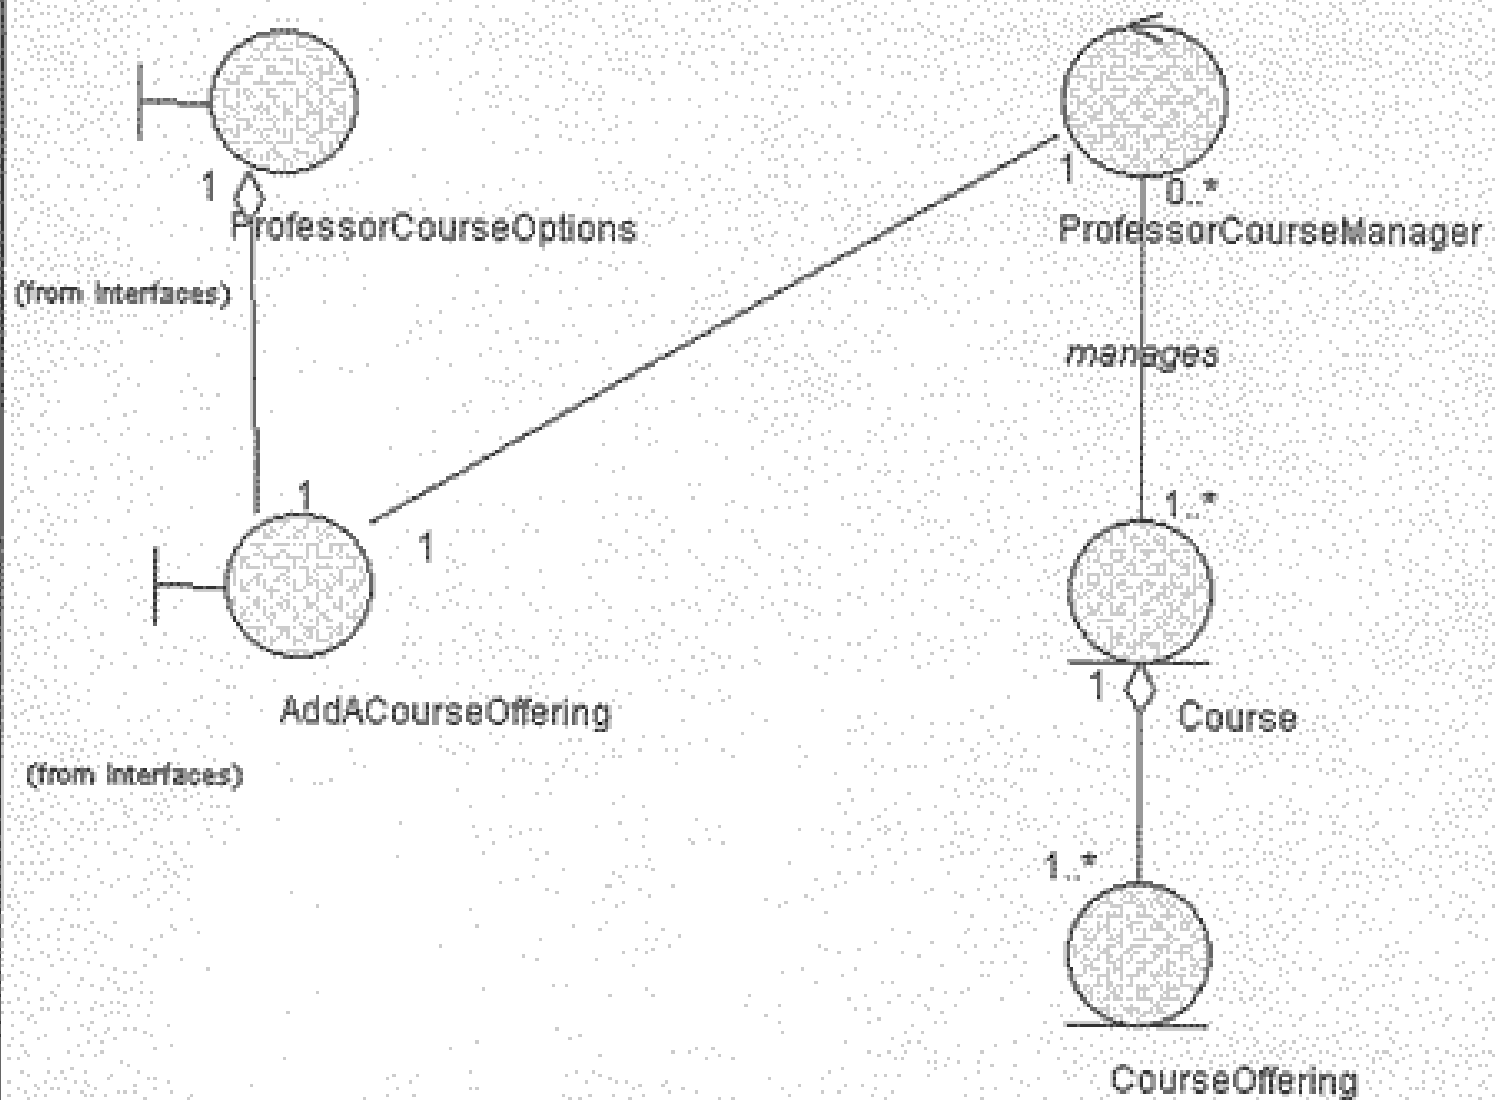 1
ProfessorCourseOptions
(from Interfaces)
1
0..*
ProfessorCourseManager
manages
1
1
1..*
AddACourseOffering
(from Interfaces)
1
Course
1..*
CourseOffering